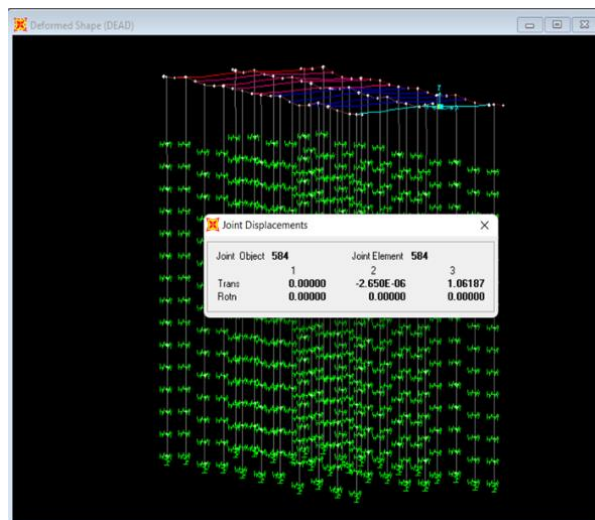 Deformed Shape (DEAD)
Joint Displacements
Joint Object 584 Joint Element 584
1 2 3
Trans 0.00000 -2.650E-06 1.06187
Rotn 0.00000 0.00000 0.00000